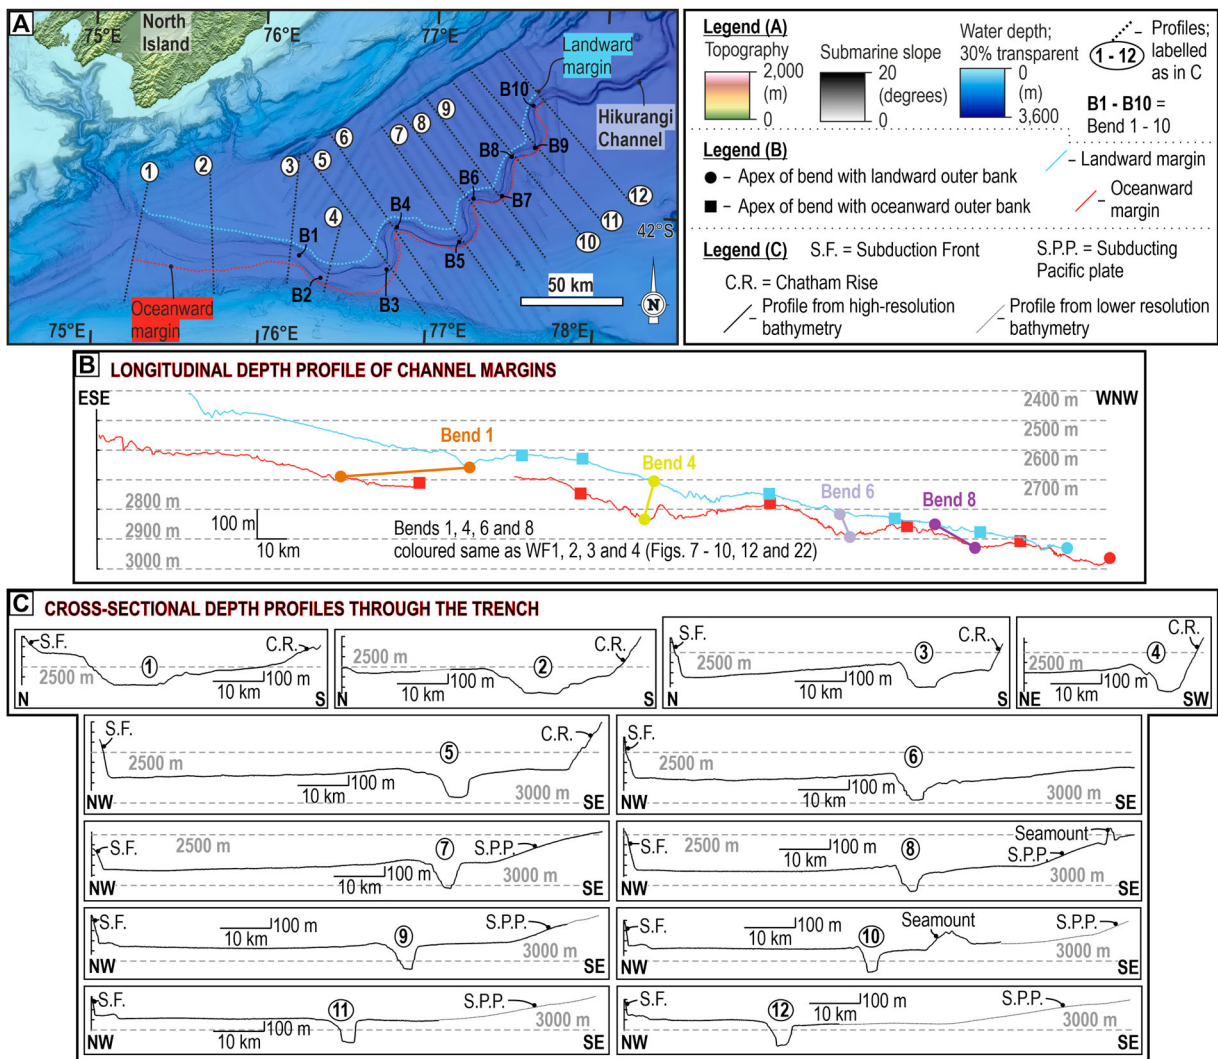 A
75°E
North
Island
76°E
77°E
Landward
margin
B10
Hikurangi
Channel
1
2
3
4
5
6
7
8
9
10
11
12
B9
B8
B7
B6
B5
B4
B3
B2
B1
42°S
50 km
N
Oceanward
margin
75°E
76°E
77°E
78°E
Legend (A)
Topography
2,000
(m)
0
Submarine slope
20
(degrees)
0
Water depth;
30% transparent
0
(m)
3,600
1 - 12
– Profiles;
labelled
as in C
B1 - B10 =
Bend 1 - 10
Legend (B)
– Apex of bend with landward outer bank
– Apex of bend with oceanward outer bank
– Landward margin
– Oceanward
margin
Legend (C)
S.F. = Subduction Front
S.P.P. = Subducting
Pacific plate
C.R. = Chatham Rise
– Profile from high-resolution
bathymetry
– Profile from lower resolution
bathymetry
B LONGITUDINAL DEPTH PROFILE OF CHANNEL MARGINS
ESE
WNW
2400 m
2500 m
2600 m
2700 m
2800 m
2900 m
3000 m
Bend 1
Bend 4
Bend 6
Bend 8
100 m
10 km
Bends 1, 4, 6 and 8
coloured same as WF1, 2, 3 and 4 (Figs. 7 - 10, 12 and 22)
C CROSS-SECTIONAL DEPTH PROFILES THROUGH THE TRENCH
S.F.
C.R.
2500 m
1
100 m
10 km
N
S
C.R.
2500 m
2
100 m
10 km
N
S
S.F.
C.R.
2500 m
3
100 m
10 km
N
S
C.R.
2500 m
4
100 m
10 km
NE
SW
S.F.
C.R.
2500 m
5
100 m
10 km
3000 m
NW
SE
S.F.
2500 m
6
100 m
10 km
3000 m
NW
SE
S.F.
2500 m
7
S.P.P.
100 m
10 km
3000 m
NW
SE
S.F.
2500 m
Seamount
8
S.P.P.
100 m
10 km
3000 m
NW
SE
S.F.
100 m
10 km
9
S.P.P.
3000 m
NW
SE
S.F.
100 m
10 km
10
Seamount
S.P.P.
3000 m
NW
SE
S.F.
11
S.P.P.
100 m
10 km
3000 m
NW
SE
S.F.
12
100 m
10 km
S.P.P.
3000 m
NW
SE